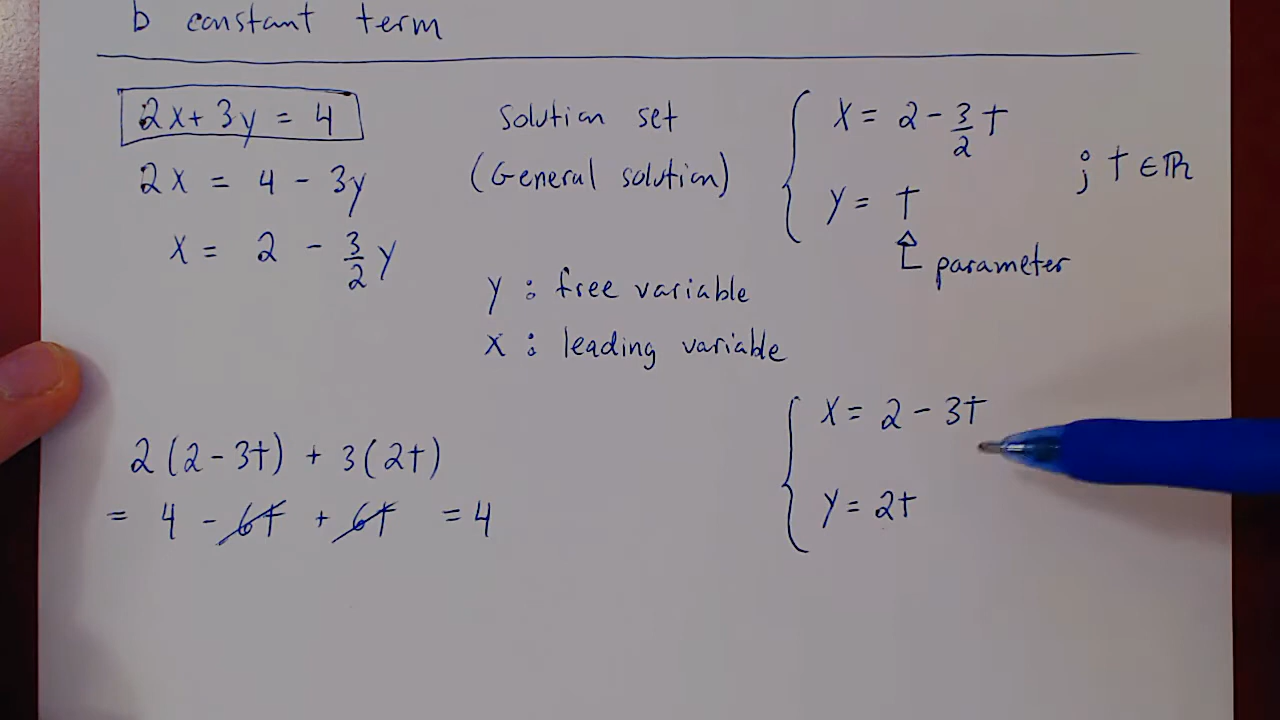 b constant term
2x + 3y = 4
2x = 4 - 3y
x = 2 - 3/2 y
Solution set
(General solution)
y : free variable
x : leading variable
{ x = 2 - 3/2 t
y = t
; t ∈ ℝ
parameter
2(2-3t) + 3(2t)
= 4 - 6t + 6t = 4
{ x = 2 - 3t
y = 2t